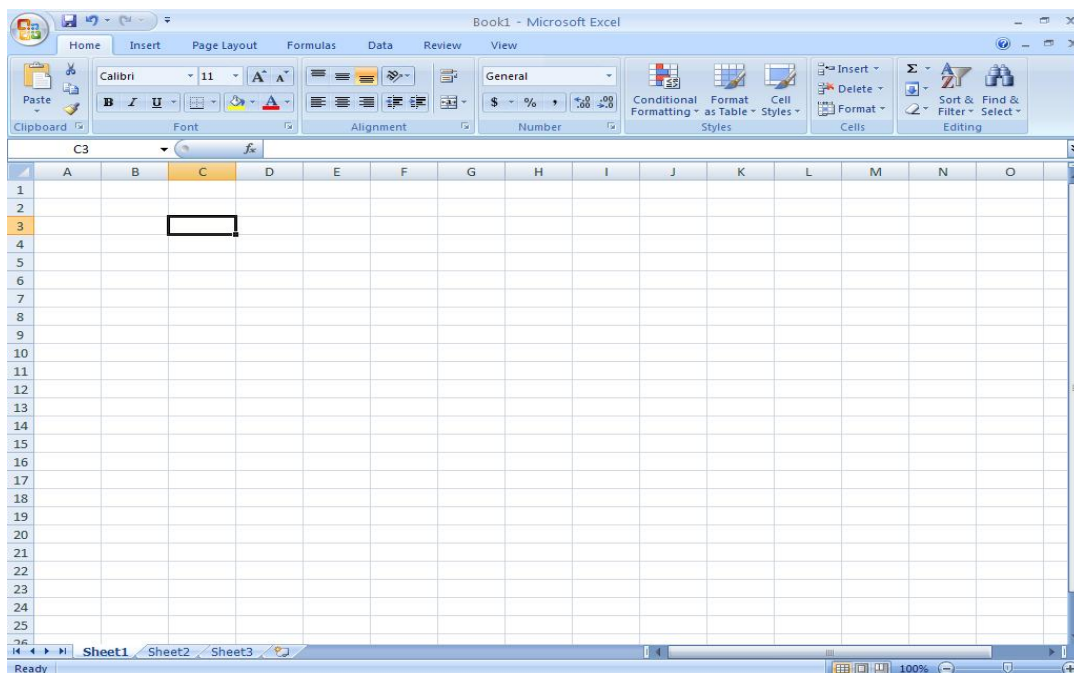 Book1 - Microsoft Excel
Home Insert Page Layout Formulas Data Review View
Calibri 11 General Insert Σ
Paste B I U A $ % , Conditional Formatting Format as Table Cell Styles Delete Format Sort & Filter Find & Select
Clipboard Font Alignment Number Styles Cells Editing
C3 fx
A B C D E F G H I J K L M N O
1
2
3
4
5
6
7
8
9
10
11
12
13
14
15
16
17
18
19
20
21
22
23
24
25
26
Sheet1 Sheet2 Sheet3
Ready 100%